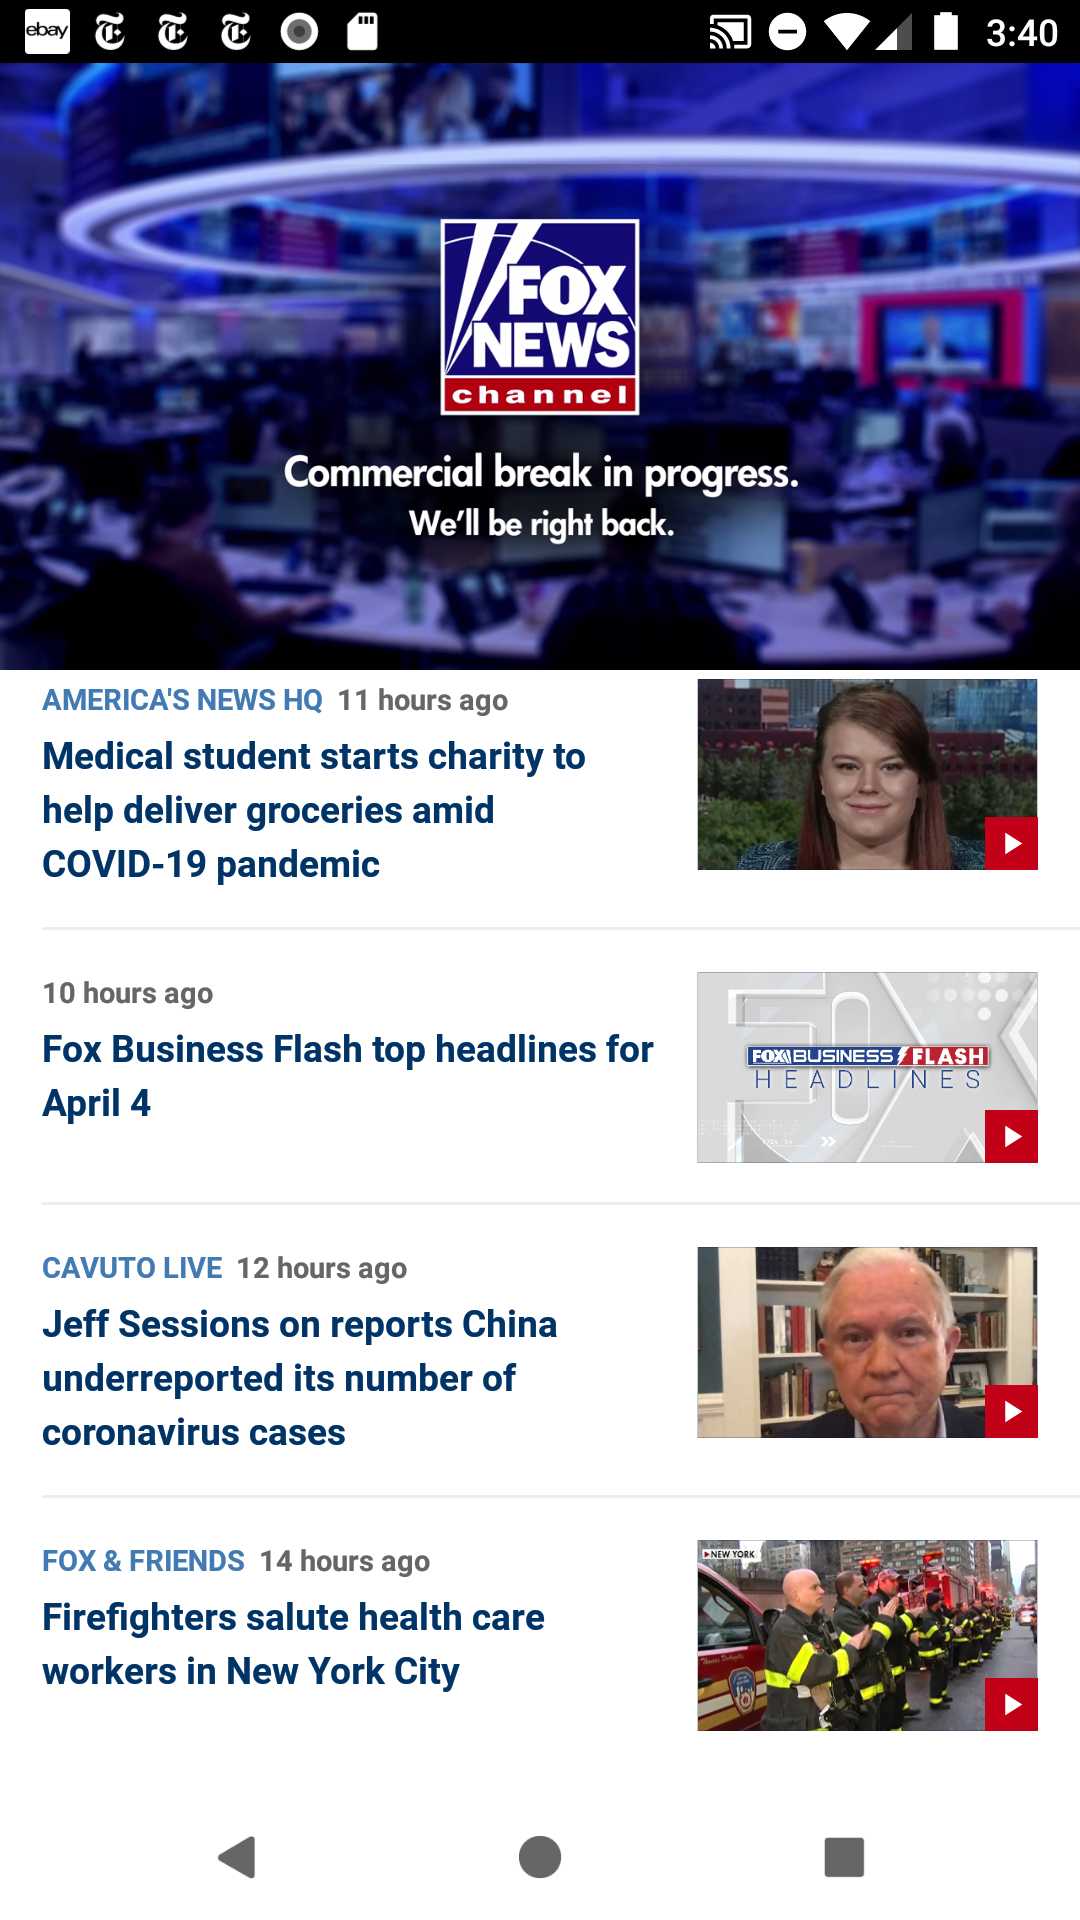 ebay
3:40
FOX
NEWS
channel
Commercial break in progress.
We'll be right back.
AMERICA'S NEWS HQ 11 hours ago
Medical student starts charity to
help deliver groceries amid
COVID-19 pandemic
10 hours ago
Fox Business Flash top headlines for
April 4
FOX BUSINESS FLASH
HEADLINES
CAVUTO LIVE 12 hours ago
Jeff Sessions on reports China
underreported its number of
coronavirus cases
FOX & FRIENDS 14 hours ago
Firefighters salute health care
workers in New York City
NEW YORK